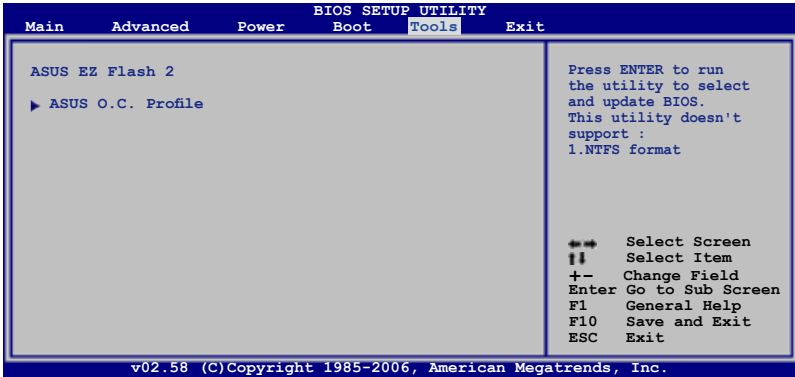 BIOS SETUP UTILITY
Main Advanced Power Boot Tools Exit
ASUS EZ Flash 2
ASUS O.C. Profile
Press ENTER to run
the utility to select
and update BIOS.
This utility doesn't
support :
1.NTFS format
Select Screen
Select Item
+- Change Field
Enter Go to Sub Screen
F1 General Help
F10 Save and Exit
ESC Exit
v02.58 (C)Copyright 1985-2006, American Megatrends, Inc.